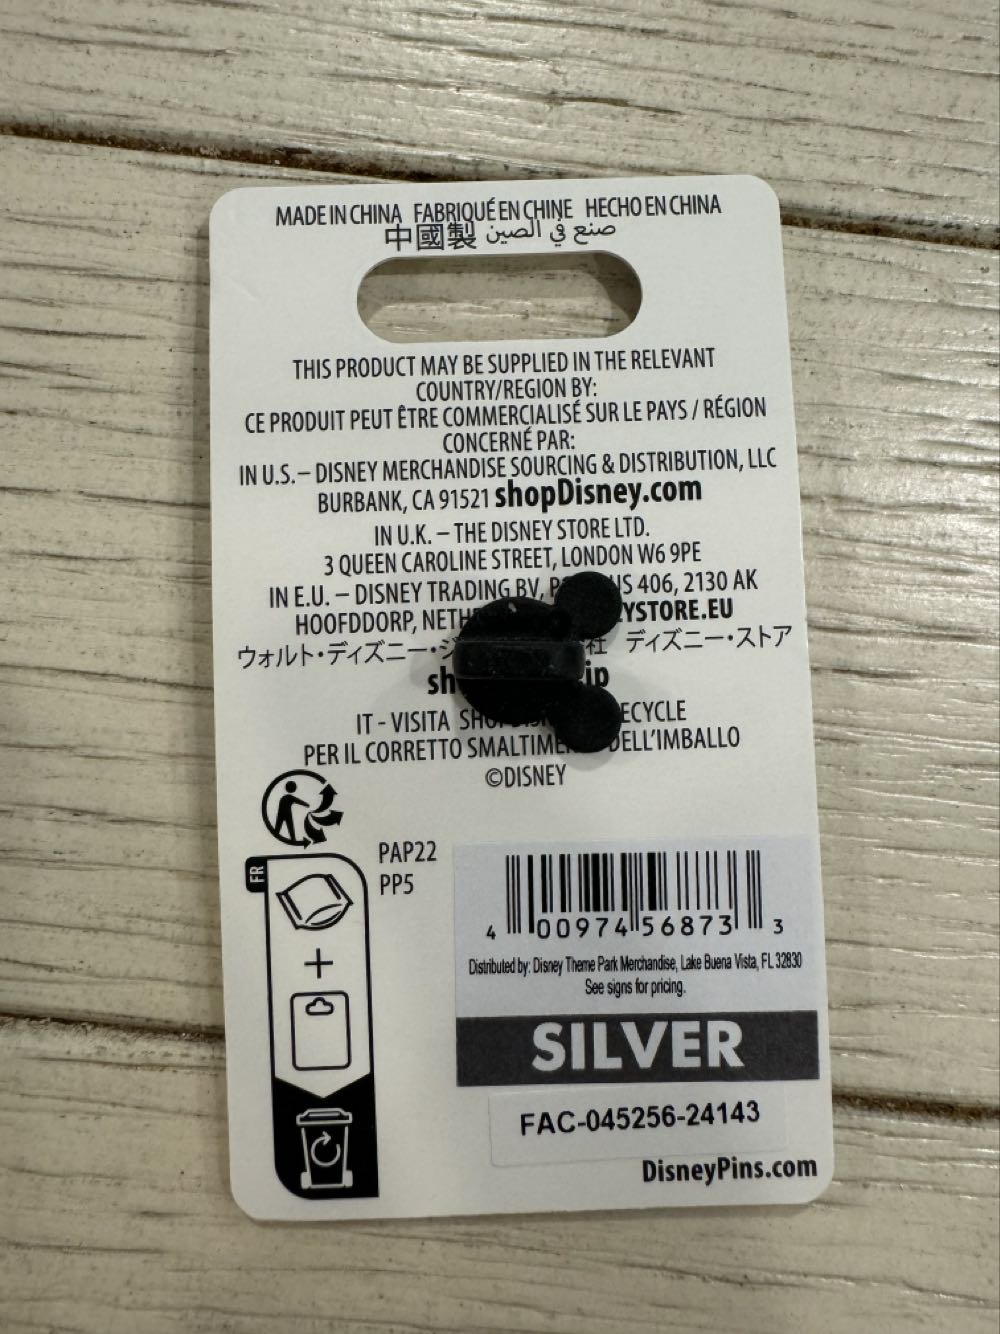 MADE IN CHINA FABRIQUÉ EN CHINE HECHO EN CHINA
中國製 صنع في الصين
THIS PRODUCT MAY BE SUPPLIED IN THE RELEVANT
COUNTRY/REGION BY:
CE PRODUIT PEUT ÊTRE COMMERCIALISÉ SUR LE PAYS / RÉGION
CONCERNÉ PAR:
IN U.S. – DISNEY MERCHANDISE SOURCING & DISTRIBUTION, LLC
BURBANK, CA 91521 shopDisney.com
IN U.K. – THE DISNEY STORE LTD.
3 QUEEN CAROLINE STREET, LONDON W6 9PE
IN E.U. – DISNEY TRADING BV, 406, 2130 AK
HOOFDDORP, YSTORE.EU
ウォルト・ディズニー・ 社 ディズニー・ストア
IT - VISITA
PER IL CORRETTO DELL'IMBALLO
©DISNEY
PAP22
PP5
FR
4 00974 56873 3
Distributed by: Disney Theme Park Merchandise, Lake Buena Vista, FL 32830
See signs for pricing.
SILVER
FAC-045256-24143
DisneyPins.com